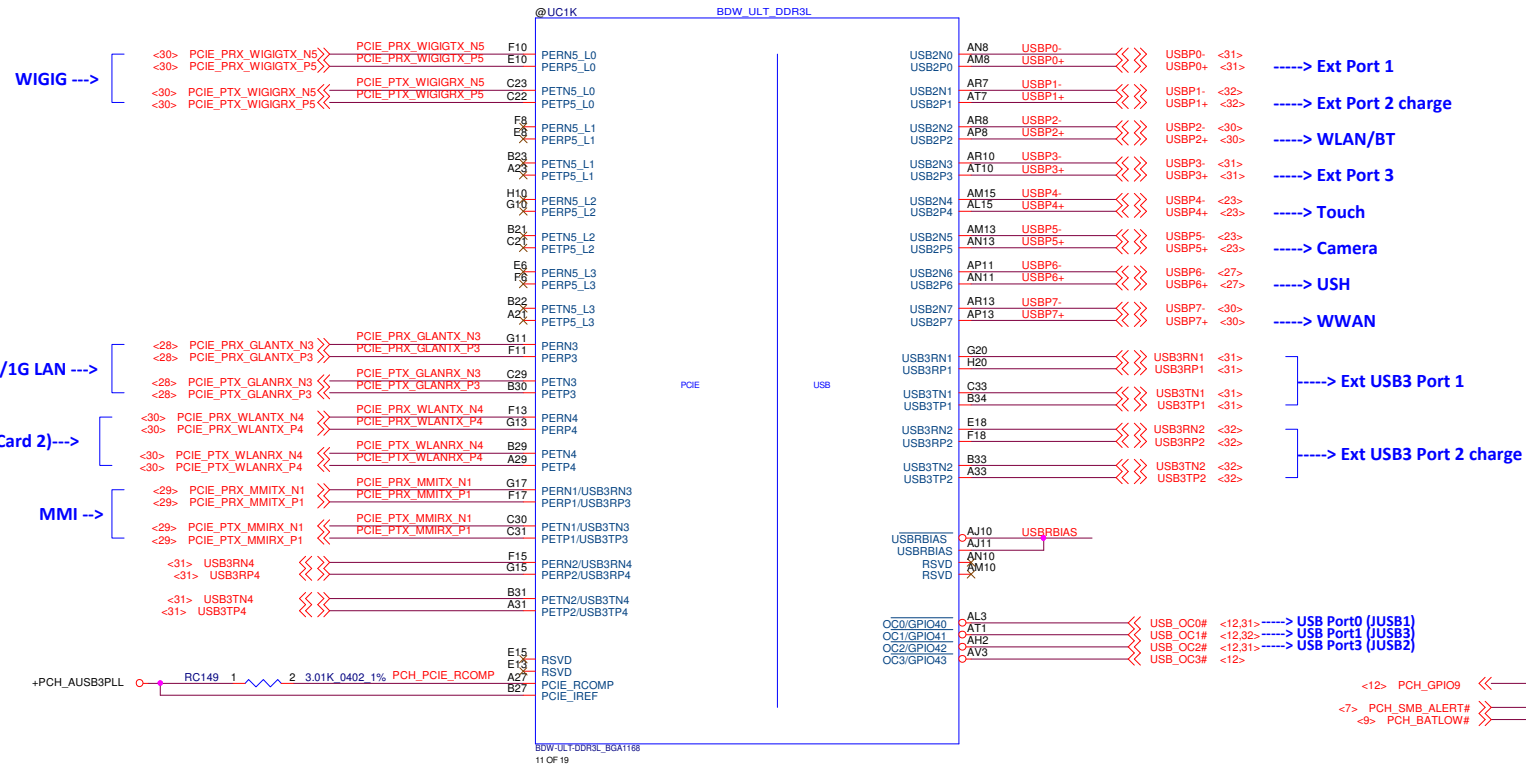 @UC1K
BDW_ULT_DDR3L
WIGIG --->
<30> PCIE_PRX_WIGIGTX_N5 PCIE_PRX_WIGIGTX_N5 F10 PERN5_L0
<30> PCIE_PRX_WIGIGTX_P5 PCIE_PRX_WIGIGTX_P5 E10 PERP5_L0
<30> PCIE_PTX_WIGIGRX_N5 PCIE_PTX_WIGIGRX_N5 C23 PETN5_L0
<30> PCIE_PTX_WIGIGRX_P5 PCIE_PTX_WIGIGRX_P5 C22 PETP5_L0
F8 PERN5_L1
E8 PERP5_L1
B23 PETN5_L1
A23 PETP5_L1
H10 PERN5_L2
G10 PERP5_L2
B21 PETN5_L2
C21 PETP5_L2
E6 PERN5_L3
F6 PERP5_L3
B22 PETN5_L3
A21 PETP5_L3
/1G LAN --->
<28> PCIE_PRX_GLANTX_N3 PCIE_PRX_GLANTX_N3 G11 PERN3
<28> PCIE_PRX_GLANTX_P3 PCIE_PRX_GLANTX_P3 F11 PERP3
<28> PCIE_PTX_GLANRX_N3 PCIE_PTX_GLANRX_N3 C29 PETN3
<28> PCIE_PTX_GLANRX_P3 PCIE_PTX_GLANRX_P3 B30 PETP3
Card 2)--->
<30> PCIE_PRX_WLANTX_N4 PCIE_PRX_WLANTX_N4 F13 PERN4
<30> PCIE_PRX_WLANTX_P4 PCIE_PRX_WLANTX_P4 G13 PERP4
<30> PCIE_PTX_WLANRX_N4 PCIE_PTX_WLANRX_N4 B29 PETN4
<30> PCIE_PTX_WLANRX_P4 PCIE_PTX_WLANRX_P4 A29 PETP4
MMI -->
<29> PCIE_PRX_MMITX_N1 PCIE_PRX_MMITX_N1 G17 PERN1/USB3RN3
<29> PCIE_PRX_MMITX_P1 PCIE_PRX_MMITX_P1 F17 PERP1/USB3RP3
<29> PCIE_PTX_MMIRX_N1 PCIE_PTX_MMIRX_N1 C30 PETN1/USB3TN3
<29> PCIE_PTX_MMIRX_P1 PCIE_PTX_MMIRX_P1 C31 PETP1/USB3TP3
<31> USB3RN4 F15 PERN2/USB3RN4
<31> USB3RP4 G15 PERP2/USB3RP4
<31> USB3TN4 B31 PETN2/USB3TN4
<31> USB3TP4 A31 PETP2/USB3TP4
E15 RSVD
E13 RSVD
+PCH_AUSB3PLL RC149 1 2 3.01K_0402_1% PCH_PCIE_RCOMP A27 PCIE_RCOMP
B27 PCIE_IREF
PCIE
USB
USB2N0 AN8 USBP0- USBP0- <31>
USB2P0 AM8 USBP0+ USBP0+ <31>
-----> Ext Port 1
USB2N1 AR7 USBP1- USBP1- <32>
USB2P1 AT7 USBP1+ USBP1+ <32>
-----> Ext Port 2 charge
USB2N2 AR8 USBP2- USBP2- <30>
USB2P2 AP8 USBP2+ USBP2+ <30>
-----> WLAN/BT
USB2N3 AR10 USBP3- USBP3- <31>
USB2P3 AT10 USBP3+ USBP3+ <31>
-----> Ext Port 3
USB2N4 AM15 USBP4- USBP4- <23>
USB2P4 AL15 USBP4+ USBP4+ <23>
-----> Touch
USB2N5 AM13 USBP5- USBP5- <23>
USB2P5 AN13 USBP5+ USBP5+ <23>
-----> Camera
USB2N6 AP11 USBP6- USBP6- <27>
USB2P6 AN11 USBP6+ USBP6+ <27>
-----> USH
USB2N7 AR13 USBP7- USBP7- <30>
USB2P7 AP13 USBP7+ USBP7+ <30>
-----> WWAN
USB3RN1 G20 USB3RN1 <31>
USB3RP1 H20 USB3RP1 <31>
USB3TN1 C33 USB3TN1 <31>
USB3TP1 B34 USB3TP1 <31>
-----> Ext USB3 Port 1
USB3RN2 E18 USB3RN2 <32>
USB3RP2 F18 USB3RP2 <32>
USB3TN2 B33 USB3TN2 <32>
USB3TP2 A33 USB3TP2 <32>
-----> Ext USB3 Port 2 charge
USBRBIAS AJ10 USBRBIAS
USBRBIAS AJ11
RSVD AN10
RSVD AM10
OC0/GPIO40 AL3 USB_OC0# <12,31> -----> USB Port0 (JUSB1)
OC1/GPIO41 AT1 USB_OC1# <12,32> -----> USB Port1 (JUSB3)
OC2/GPIO42 AH2 USB_OC2# <12,31> -----> USB Port3 (JUSB2)
OC3/GPIO43 AV3 USB_OC3# <12>
<12> PCH_GPIO9
<7> PCH_SMB_ALERT#
<9> PCH_BATLOW#
BDW-ULT-DDR3L_BGA1168
11 OF 19